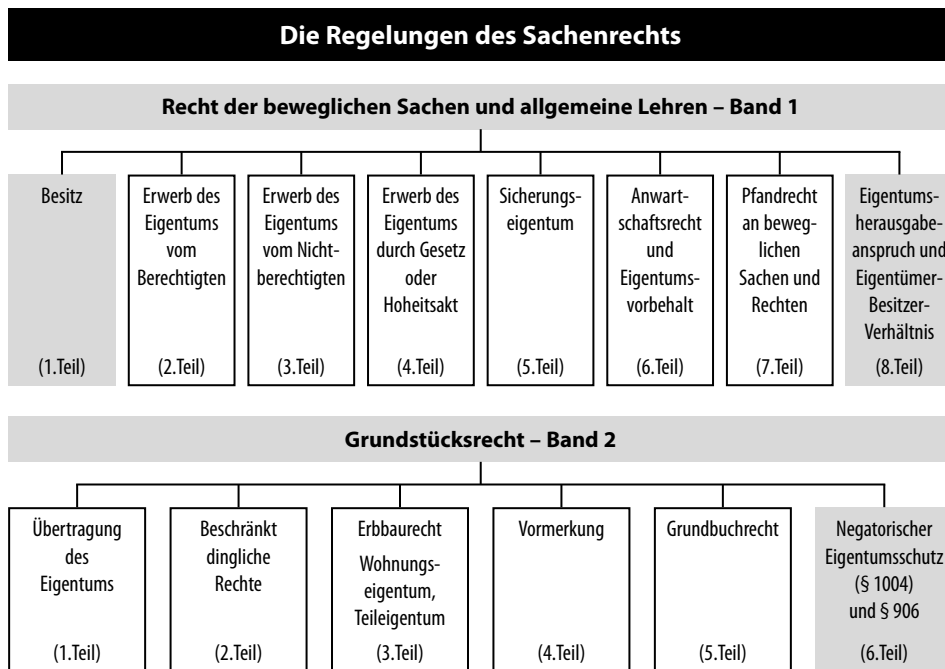 Die Regelungen des Sachenrechts
Recht der beweglichen Sachen und allgemeine Lehren – Band 1
Besitz
(1.Teil)
Erwerb des
Eigentums
vom
Berechtigten
(2.Teil)
Erwerb des
Eigentums
vom Nicht-
berechtigten
(3.Teil)
Erwerb des
Eigentums
durch Gesetz
oder
Hoheitsakt
(4.Teil)
Sicherungs-
eigentum
(5.Teil)
Anwart-
schaftsrecht
und
Eigentums-
vorbehalt
(6.Teil)
Pfandrecht
an beweg-
lichen
Sachen und
Rechten
(7.Teil)
Eigentums-
herausgabe-
anspruch und
Eigentümer-
Besitzer-
Verhältnis
(8.Teil)
Grundstücksrecht – Band 2
Übertragung
des
Eigentums
(1.Teil)
Beschränkt
dingliche
Rechte
(2.Teil)
Erbbaurecht
Wohnungs-
eigentum,
Teileigentum
(3.Teil)
Vormerkung
(4.Teil)
Grundbuchrecht
(5.Teil)
Negatorischer
Eigentumsschutz
(§ 1004)
und § 906
(6.Teil)